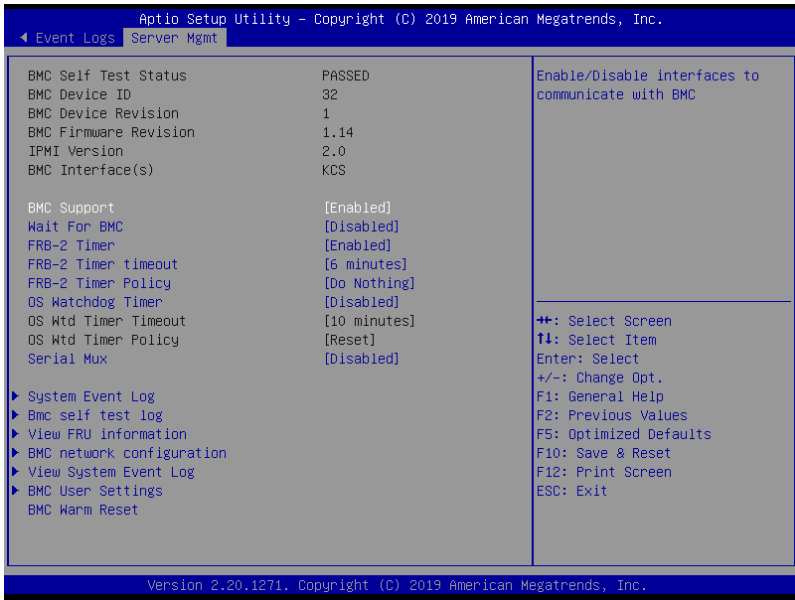 Aptio Setup Utility – Copyright (C) 2019 American Megatrends, Inc.
Event Logs Server Mgmt
BMC Self Test Status PASSED
BMC Device ID 32
BMC Device Revision 1
BMC Firmware Revision 1.14
IPMI Version 2.0
BMC Interface(s) KCS
BMC Support [Enabled]
Wait For BMC [Disabled]
FRB-2 Timer [Enabled]
FRB-2 Timer timeout [6 minutes]
FRB-2 Timer Policy [Do Nothing]
OS Watchdog Timer [Disabled]
OS Wtd Timer Timeout [10 minutes]
OS Wtd Timer Policy [Reset]
Serial Mux [Disabled]
System Event Log
Bmc self test log
View FRU information
BMC network configuration
View System Event Log
BMC User Settings
BMC Warm Reset
Enable/Disable interfaces to
communicate with BMC
→←: Select Screen
↑↓: Select Item
Enter: Select
+/-: Change Opt.
F1: General Help
F2: Previous Values
F5: Optimized Defaults
F10: Save & Reset
F12: Print Screen
ESC: Exit
Version 2.20.1271. Copyright (C) 2019 American Megatrends, Inc.